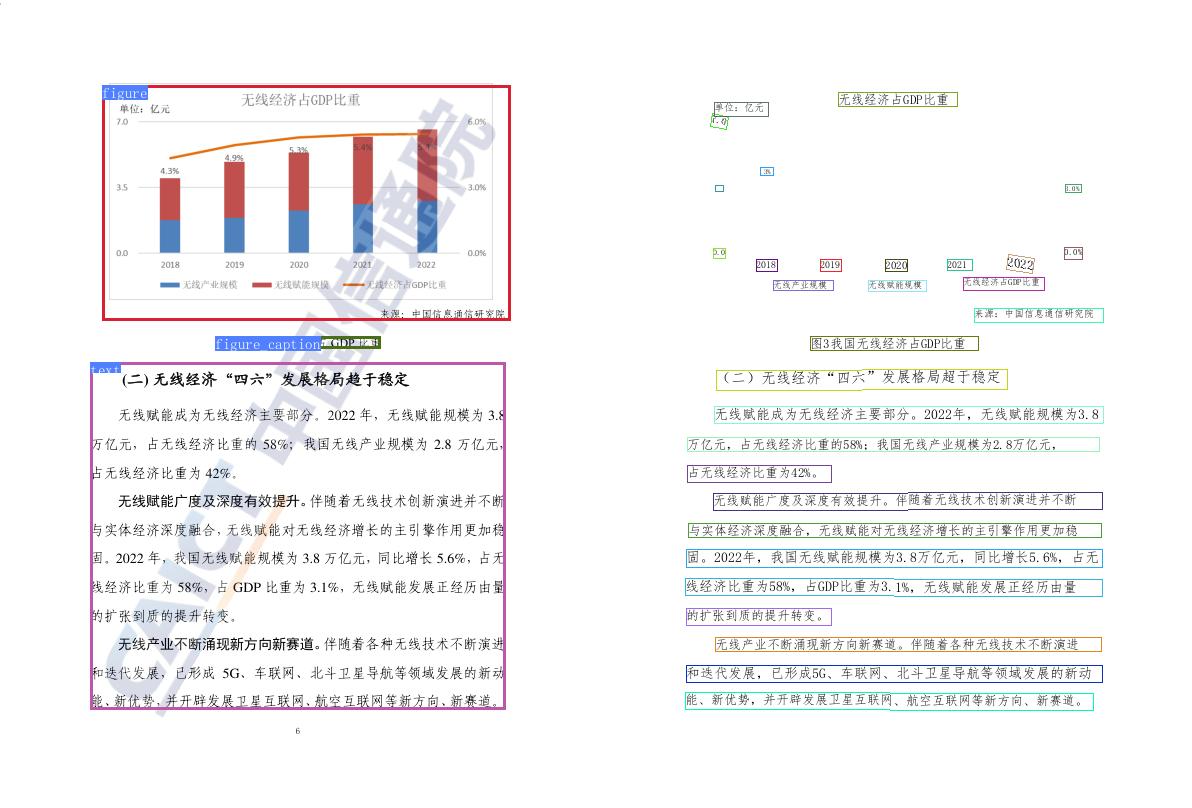 figure
无线经济占GDP比重
单位：亿元
7.0
6.0%
5.3%
5.4%
4.9%
4.3%
3.5
3.0%
0.0
0.0%
2018
2019
2020
2021
2022
无线产业规模
无线赋能规模
无线经济占GDP比重
来源：中国信息通信研究院
figure caption
GDP 比重
text
(二) 无线经济“四六”发展格局趋于稳定
无线赋能成为无线经济主要部分。2022 年，无线赋能规模为 3.8
万亿元，占无线经济比重的 58%；我国无线产业规模为 2.8 万亿元，
占无线经济比重为 42%。
无线赋能广度及深度有效提升。伴随着无线技术创新演进并不断
与实体经济深度融合，无线赋能对无线经济增长的主引擎作用更加稳
固。2022 年，我国无线赋能规模为 3.8 万亿元，同比增长 5.6%，占无
线经济比重为 58%，占 GDP 比重为 3.1%，无线赋能发展正经历由量
的扩张到质的提升转变。
无线产业不断涌现新方向新赛道。伴随着各种无线技术不断演进
和迭代发展，已形成 5G、车联网、北斗卫星导航等领域发展的新动
能、新优势，并开辟发展卫星互联网、航空互联网等新方向、新赛道。
6
CAICT 中国信通院
无线经济占GDP比重
单位：亿元
7.0
3%
3.0%
0.0
0.0%
2018
2019
2020
2021
2022
无线产业规模
无线赋能规模
无线经济占GDP比重
来源：中国信息通信研究院
图3我国无线经济占GDP比重
（二）无线经济“四六”发展格局趋于稳定
无线赋能成为无线经济主要部分。2022年，无线赋能规模为3.8
万亿元，占无线经济比重的58%；我国无线产业规模为2.8万亿元，
占无线经济比重为42%。
无线赋能广度及深度有效提升。伴随着无线技术创新演进并不断
与实体经济深度融合，无线赋能对无线经济增长的主引擎作用更加稳
固。2022年，我国无线赋能规模为3.8万亿元，同比增长5.6%，占无
线经济比重为58%，占GDP比重为3.1%，无线赋能发展正经历由量
的扩张到质的提升转变。
无线产业不断涌现新方向新赛道。伴随着各种无线技术不断演进
和迭代发展，已形成5G、车联网、北斗卫星导航等领域发展的新动
能、新优势，并开辟发展卫星互联网、航空互联网等新方向、新赛道。